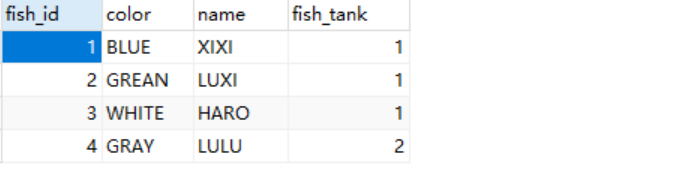 fish_id color name fish_tank
1 BLUE XIXI 1
2 GREAN LUXI 1
3 WHITE HARO 1
4 GRAY LULU 2